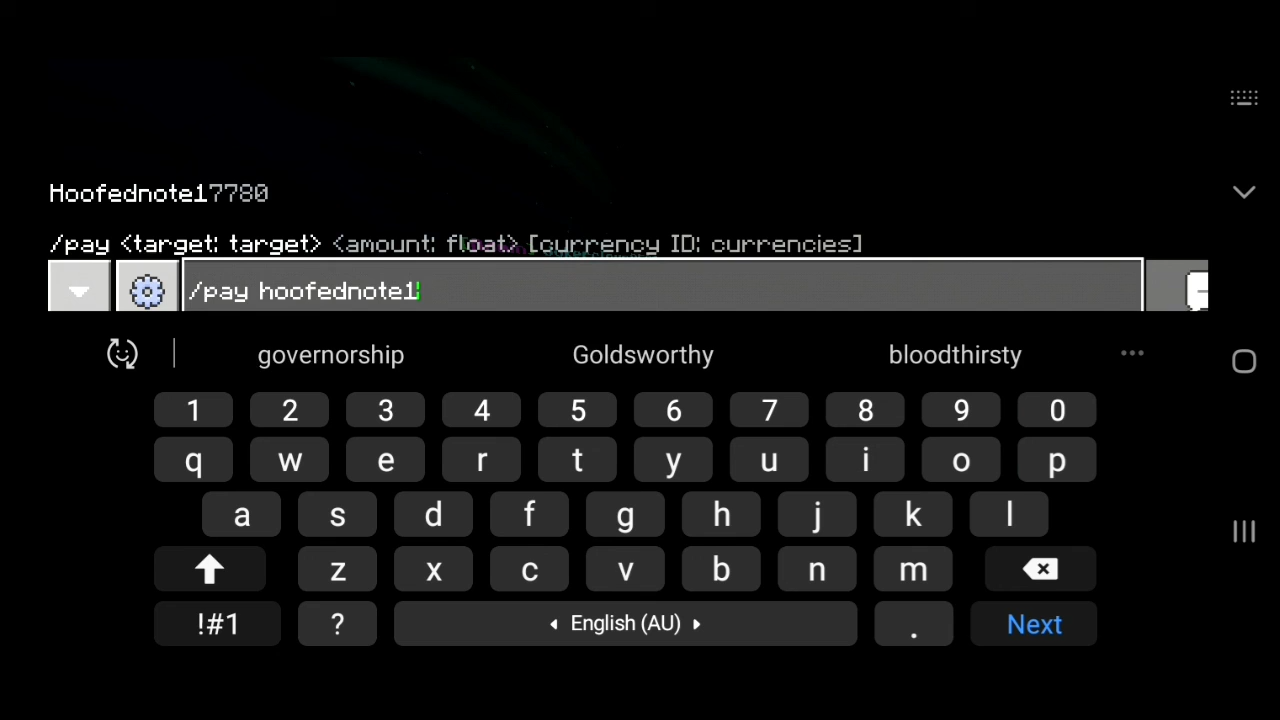 Hoofednote17780
/pay <target: target> <amount: float> [currency ID: currencies]
/pay hoofednote1
governorship Goldsworthy bloodthirsty
1 2 3 4 5 6 7 8 9 0
q w e r t y u i o p
a s d f g h j k l
z x c v b n m
!#1 ? English (AU) . Next